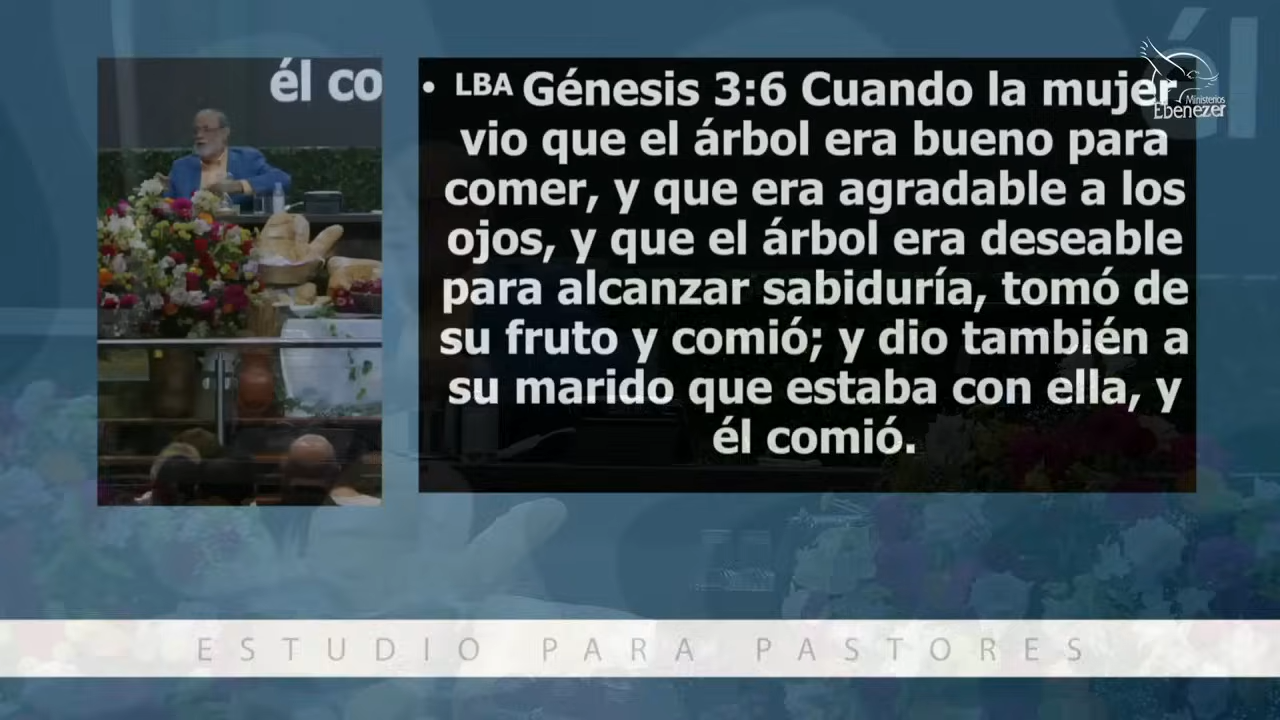 él co
• LBA Génesis 3:6 Cuando la mujer
vio que el árbol era bueno para
comer, y que era agradable a los
ojos, y que el árbol era deseable
para alcanzar sabiduría, tomó de
su fruto y comió; y dio también a
su marido que estaba con ella, y
él comió.
Ministerios
Ebenezer
él
ESTUDIO PARA PASTORES